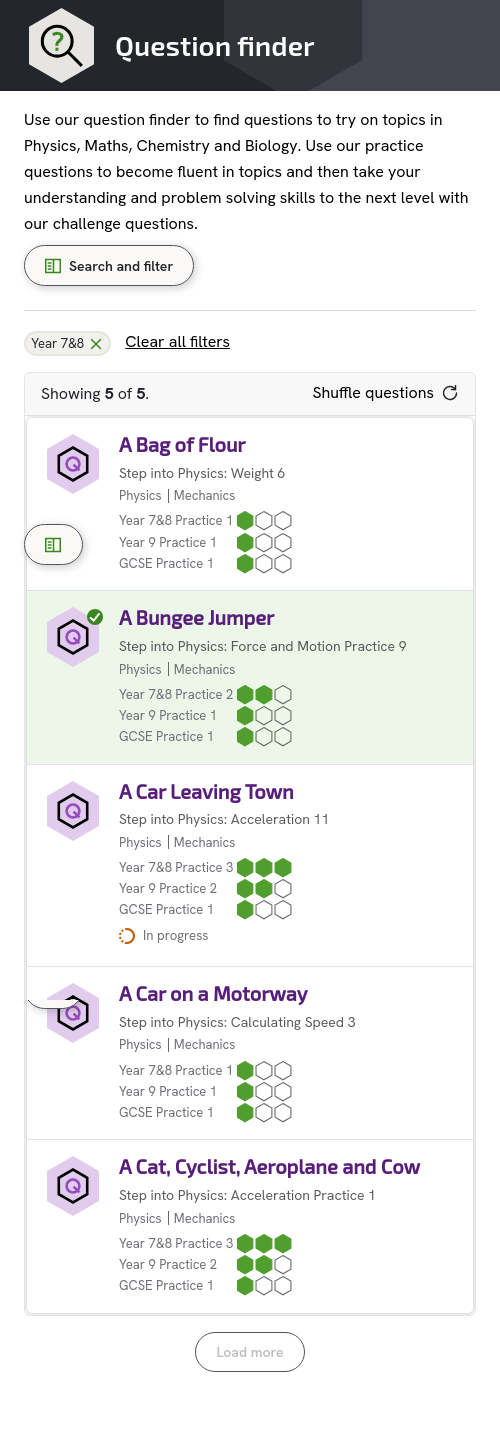 Question finder
Use our question finder to find questions to try on topics in
Physics, Maths, Chemistry and Biology. Use our practice
questions to become fluent in topics and then take your
understanding and problem solving skills to the next level with
our challenge questions.
Search and filter
Year 7&8
Clear all filters
Showing 5 of 5.
Shuffle questions
A Bag of Flour
Step into Physics: Weight 6
Physics | Mechanics
Year 7&8 Practice 1
Year 9 Practice 1
GCSE Practice 1
A Bungee Jumper
Step into Physics: Force and Motion Practice 9
Physics | Mechanics
Year 7&8 Practice 2
Year 9 Practice 1
GCSE Practice 1
A Car Leaving Town
Step into Physics: Acceleration 11
Physics | Mechanics
Year 7&8 Practice 3
Year 9 Practice 2
GCSE Practice 1
In progress
A Car on a Motorway
Step into Physics: Calculating Speed 3
Physics | Mechanics
Year 7&8 Practice 1
Year 9 Practice 1
GCSE Practice 1
A Cat, Cyclist, Aeroplane and Cow
Step into Physics: Acceleration Practice 1
Physics | Mechanics
Year 7&8 Practice 3
Year 9 Practice 2
GCSE Practice 1
Load more